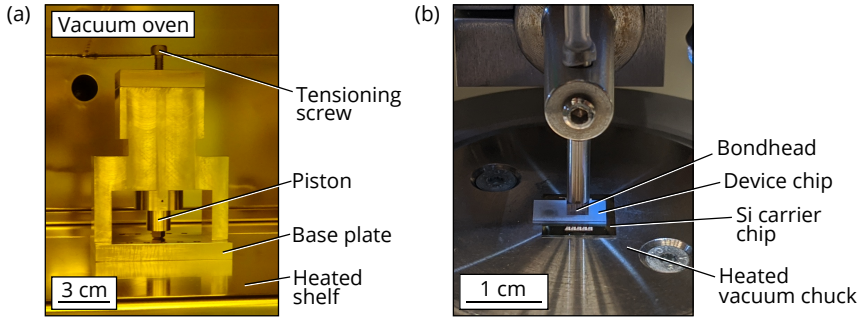 (a)
Vacuum oven
Tensioning
screw
Piston
Base plate
Heated
shelf
3 cm
(b)
Bondhead
Device chip
Si carrier
chip
Heated
vacuum chuck
1 cm